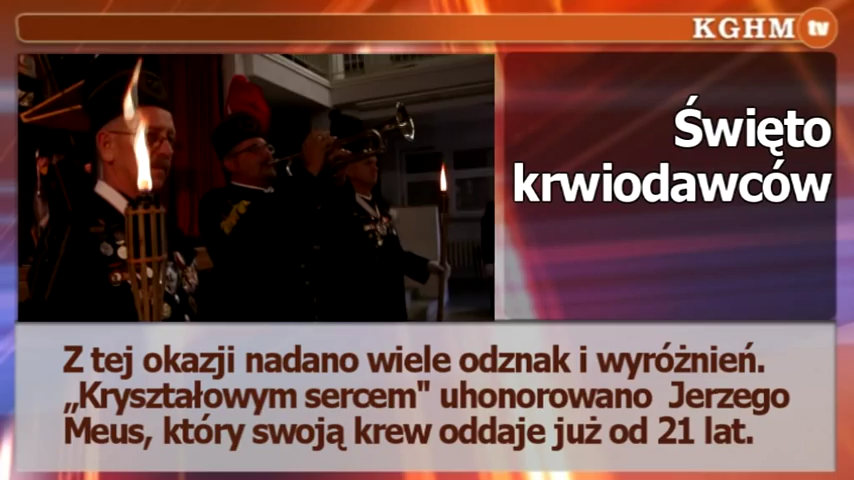 KGHM tv
Święto
krwiodawców
Z tej okazji nadano wiele odznak i wyróżnień.
„Kryształowym sercem" uhonorowano Jerzego
Meus, który swoją krew oddaje już od 21 lat.